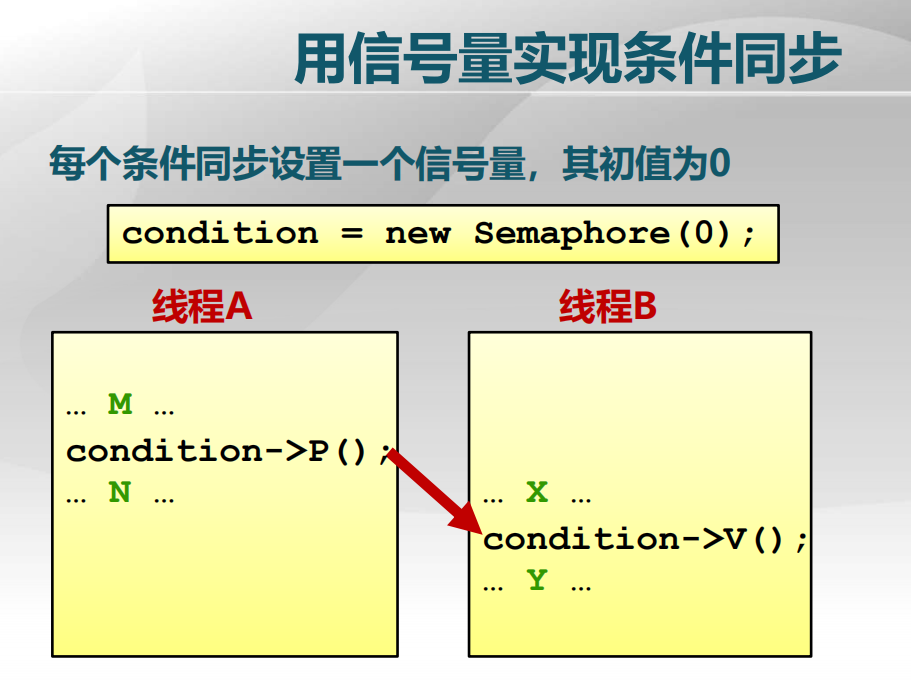 用信号量实现条件同步
每个条件同步设置一个信号量，其初值为0
condition = new Semaphore(0);
线程A
… M …
condition->P();
… N …
线程B
… X …
condition->V();
… Y …